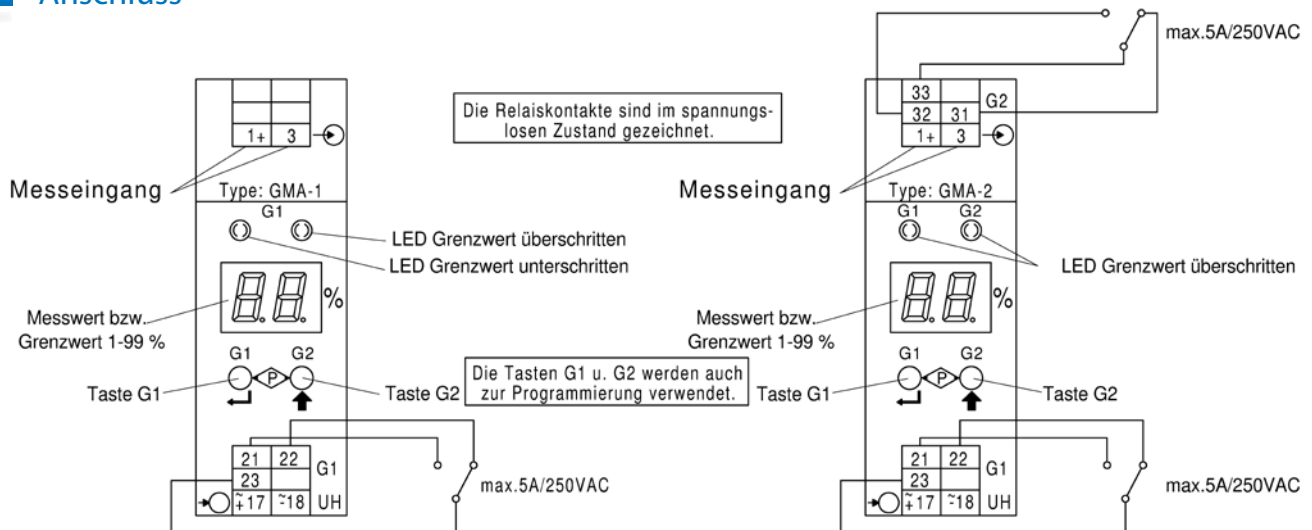 Anschluss
max.5A/250VAC
33
G2
32 31
1+ 3
1+ 3
Die Relaiskontakte sind im spannungs-
losen Zustand gezeichnet.
Messeingang
Type: GMA-1
G1
LED Grenzwert überschritten
LED Grenzwert unterschritten
%
Messwert bzw.
Grenzwert 1-99 %
G1 G2
P
Taste G1
Taste G2
Die Tasten G1 u. G2 werden auch
zur Programmierung verwendet.
21 22
G1
23
max.5A/250VAC
+17 -18 UH
Messeingang
Type: GMA-2
G1 G2
LED Grenzwert überschritten
%
Messwert bzw.
Grenzwert 1-99 %
G1 G2
P
Taste G1
Taste G2
21 22
G1
23
max.5A/250VAC
+17 -18 UH